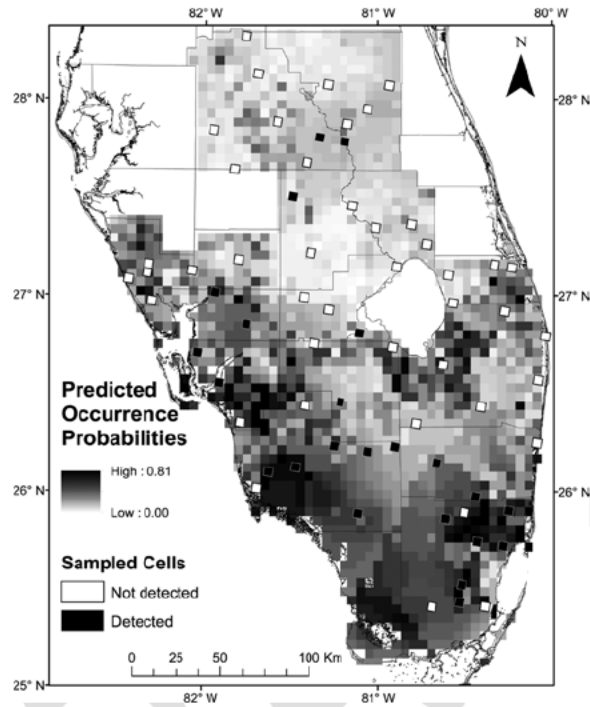 82° W 81° W 80° W
N
28° N 28° N
27° N 27° N
Predicted
Occurrence
Probabilities
High : 0.81
Low : 0.00
26° N 26° N
Sampled Cells
Not detected
Detected
0 25 50 100 Km
25° N 25° N
82° W 81° W 80° W